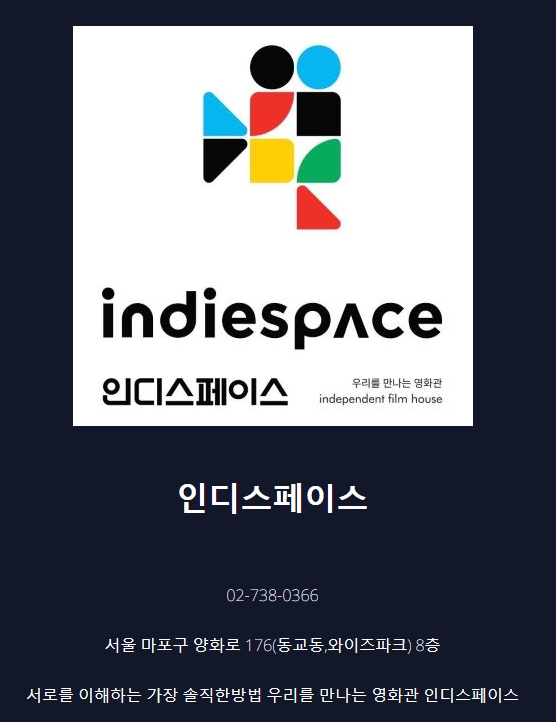 indiespace
인디스페이스
우리를 만나는 영화관
independent film house
인디스페이스
02-738-0366
서울 마포구 양화로 176(동교동,와이즈파크) 8층
서로를 이해하는 가장 솔직한방법 우리를 만나는 영화관 인디스페이스